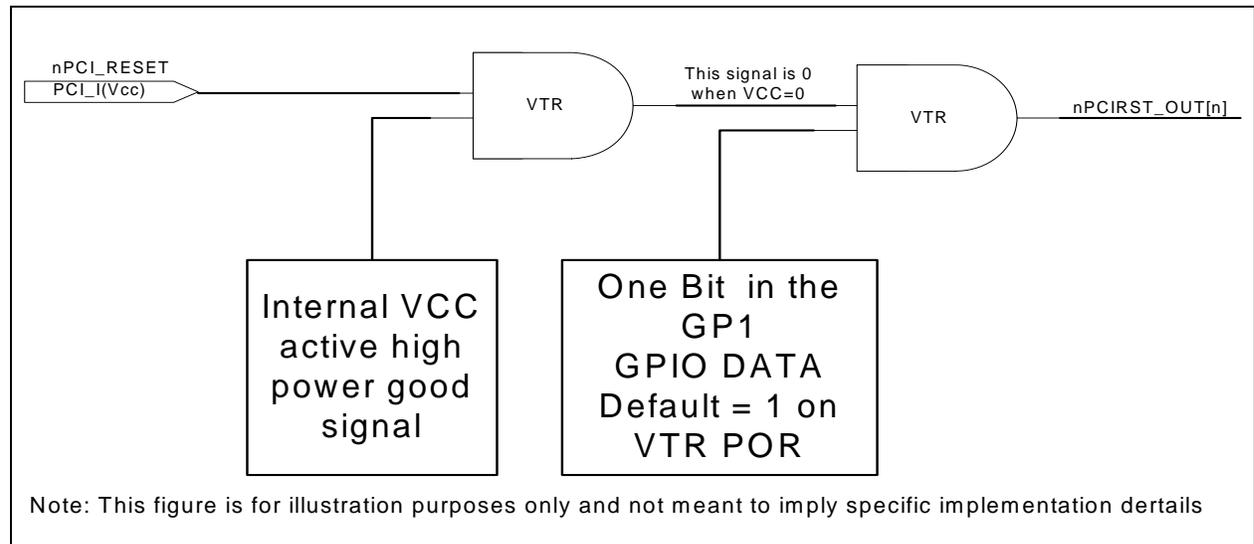 nPCI_RESET
PCI_I(Vcc)
VTR
This signal is 0
when VCC=0
VTR
nPCIRST_OUT[n]
Internal VCC
active high
power good
signal
One Bit in the
GP1
GPIO DATA
Default = 1 on
VTR POR
Note: This figure is for illustration purposes only and not meant to imply specific implementation dertails